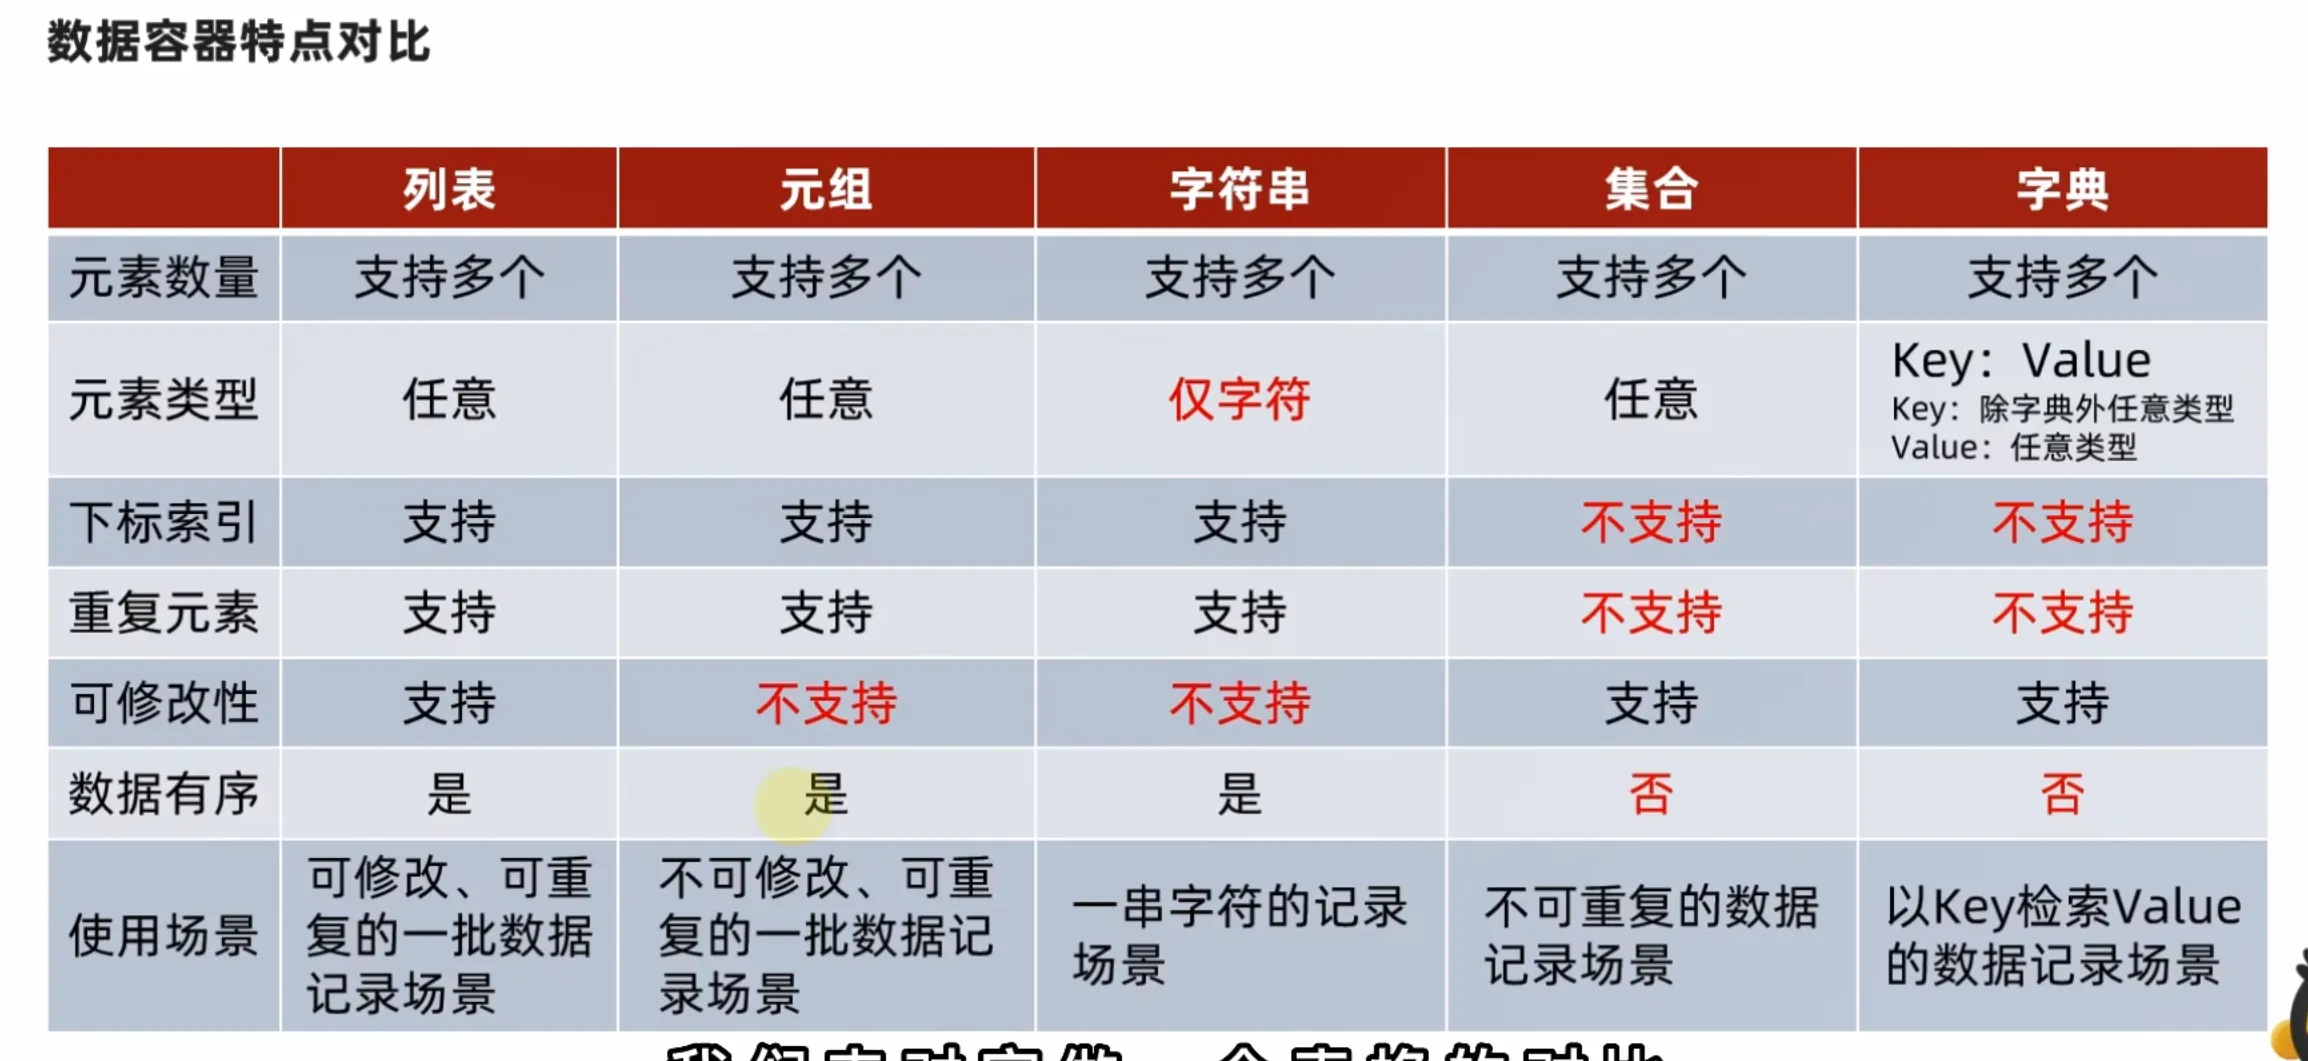 数据容器特点对比
列表 元组 字符串 集合 字典
元素数量 支持多个 支持多个 支持多个 支持多个 支持多个
元素类型 任意 任意 仅字符 任意 Key：Value
Key：除字典外任意类型
Value：任意类型
下标索引 支持 支持 支持 不支持 不支持
重复元素 支持 支持 支持 不支持 不支持
可修改性 支持 不支持 不支持 支持 支持
数据有序 是 是 是 否 否
使用场景
可修改、可重
复的一批数据
记录场景
不可修改、可重
复的一批数据记
录场景
一串字符的记录
场景
不可重复的数据
记录场景
以Key检索Value
的数据记录场景